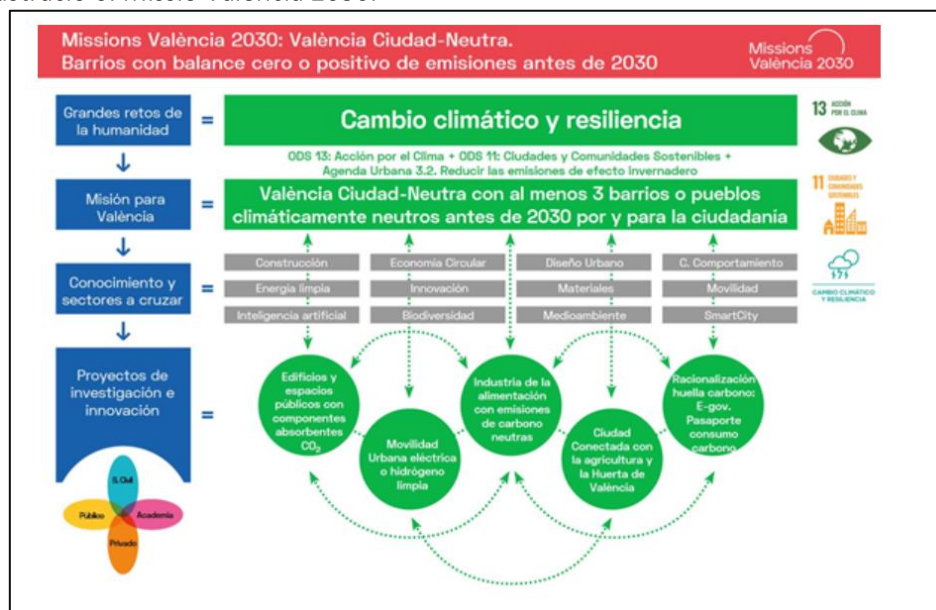 Missions València 2030: València Ciudad-Neutra.
Barrios con balance cero o positivo de emisiones antes de 2030
Missions
València 2030
Grandes retos de
la humanidad
=
Cambio climático y resiliencia
13 ACCIÓN
POR EL CLIMA
ODS 13: Acción por el Clima + ODS 11: Ciudades y Comunidades Sostenibles +
Agenda Urbana 3.2. Reducir las emisiones de efecto invernadero
Misión para
València
=
València Ciudad-Neutra con al menos 3 barrios o pueblos
climáticamente neutros antes de 2030 por y para la ciudadanía
11 CIUDADES Y
COMUNIDADES
SOSTENIBLES
Conocimiento y
sectores a cruzar
=
Construcción
Economía Circular
Diseño Urbano
C. Comportamiento
Energía limpia
Innovación
Materiales
Movilidad
Inteligencia artificial
Biodiversidad
Medioambiente
SmartCity
CAMBIO CLIMÁTICO
Y RESILIENCIA
Proyectos de
investigación e
innovación
=
Edificios y
espacios
públicos con
componentes
absorbentes
CO₂
Movilidad
Urbana eléctrica
o hidrógeno
limpia
Industria de la
alimentación
con emisiones
de carbono
neutras
Ciudad
Conectada con
la agricultura y
la Huerta de
València
Racionalización
huella carbono:
E-gov.
Pasaporte
consumo
carbono
S. Civil
Público
Academia
Privado